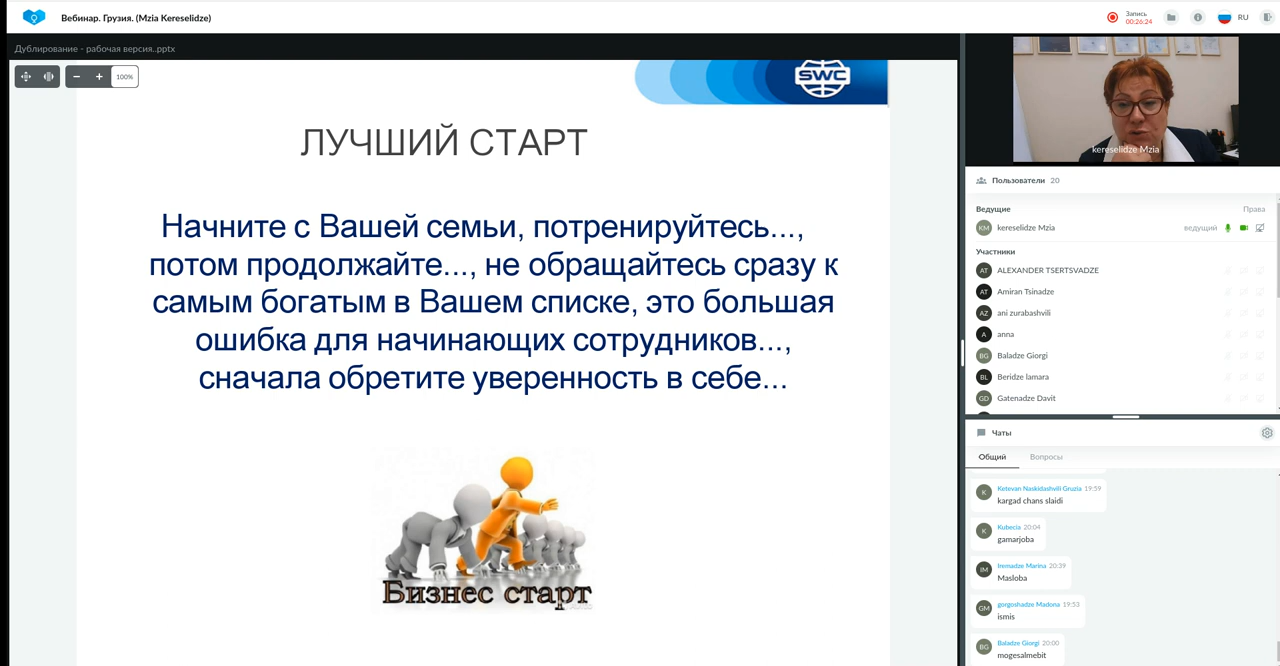 Вебинар. Грузия. (Mzia Kereselidze)
Запись
00:26:24
RU
Дублирование - рабочая версия..pptx
100%
SWC
ЛУЧШИЙ СТАРТ
Начните с Вашей семьи, потренируйтесь...,
потом продолжайте..., не обращайтесь сразу к
самым богатым в Вашем списке, это большая
ошибка для начинающих сотрудников...,
сначала обретите уверенность в себе...
Бизнес старт
kereselidze Mzia
Пользователи 20
Ведущие Права
KM kereselidze Mzia ведущий
Участники
AT ALEXANDER TSERTSVADZE
AT Amiran Tsinadze
AZ ani zurabashvili
A anna
BG Baladze Giorgi
BL Beridze lamara
GD Gatenadze Davit
Чаты
Общий Вопросы
K Ketevan Naskidashvili Gruzia 19:59
kargad chans slaidi
K Kubecia 20:04
gamarjoba
IM Iremadze Marina 20:39
Masloba
GM gorgoshadze Madona 19:53
ismis
BG Baladze Giorgi 20:00
mogesalmebit